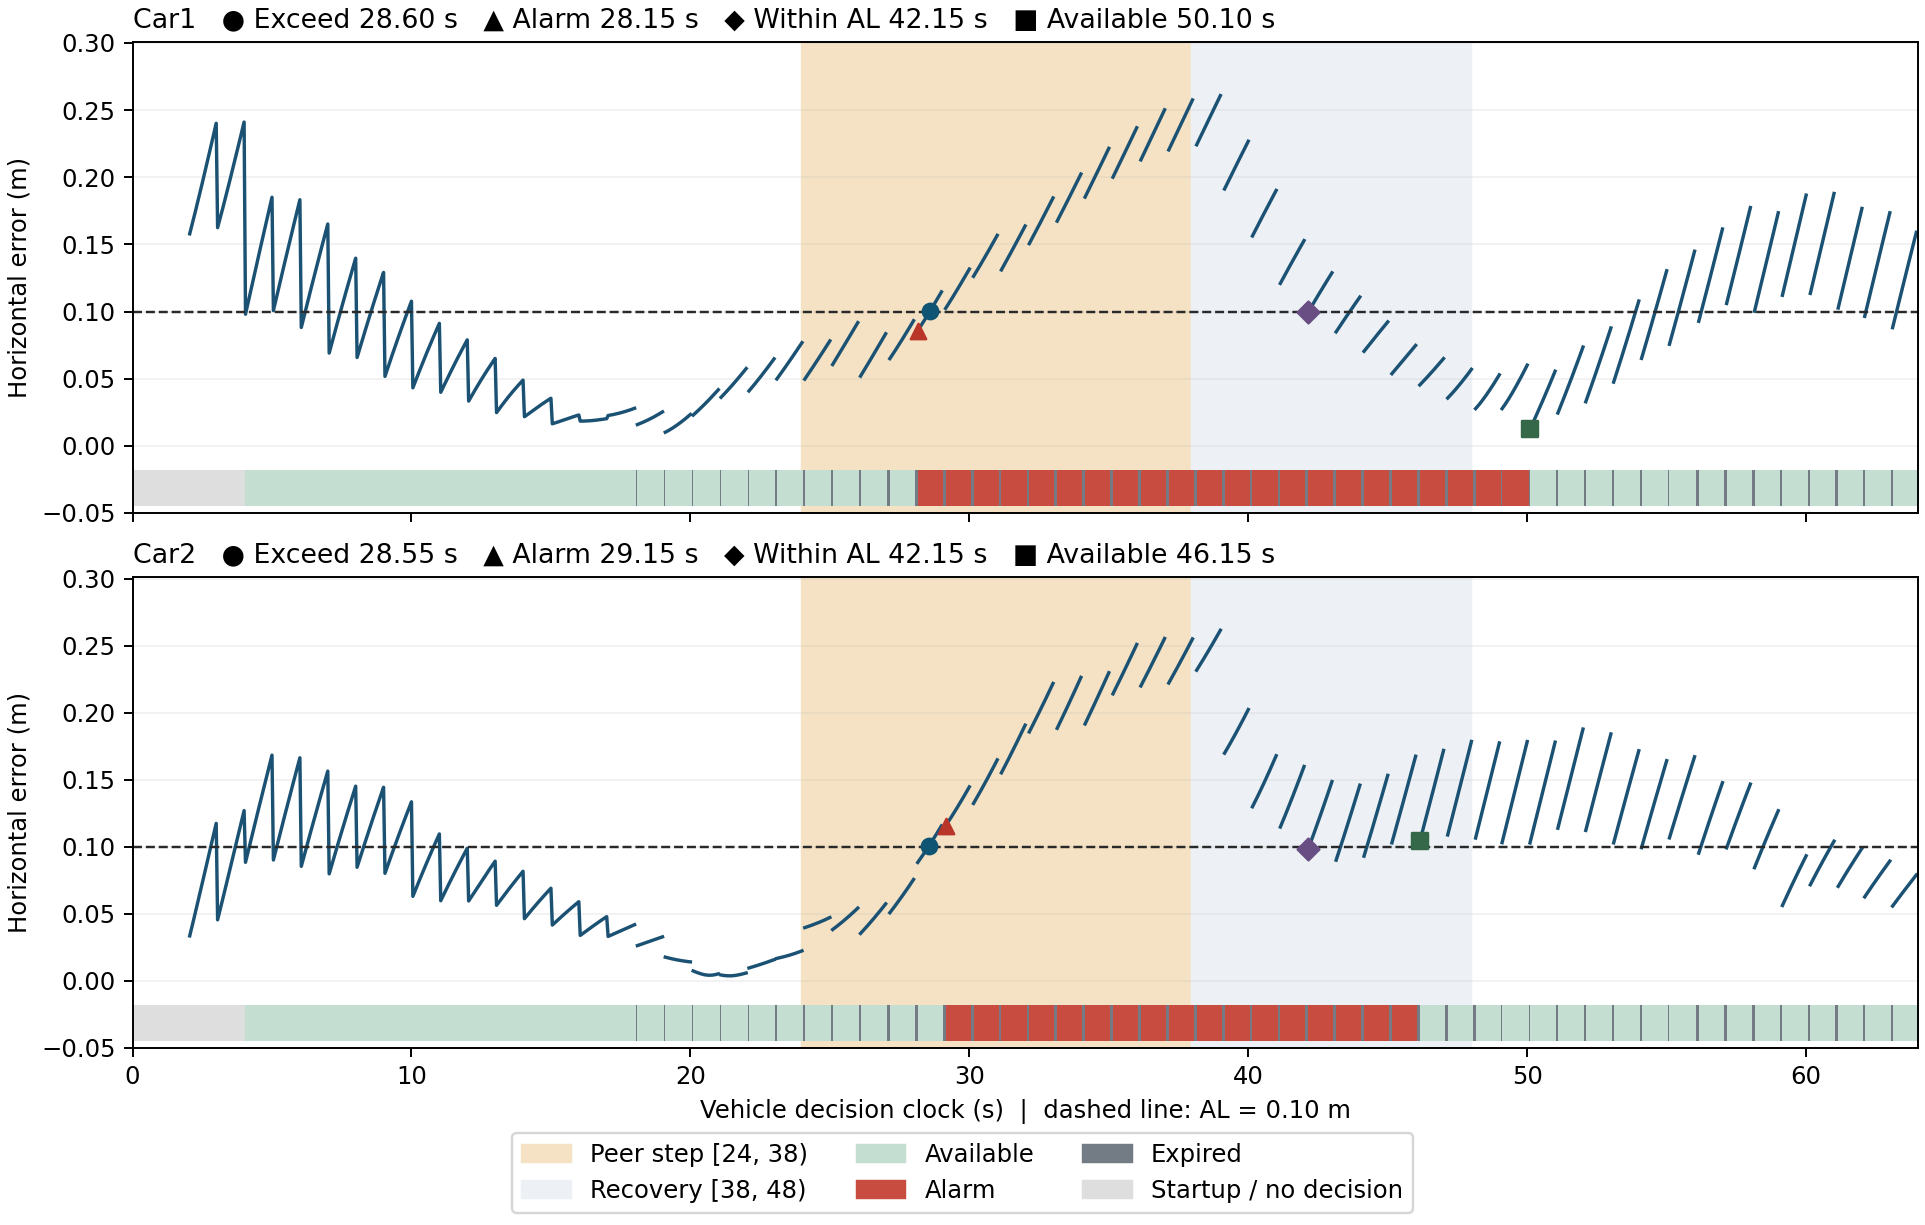 Car1 ● Exceed 28.60 s ▲ Alarm 28.15 s ◆ Within AL 42.15 s ■ Available 50.10 s
Horizontal error (m)
0.30
0.25
0.20
0.15
0.10
0.05
0.00
−0.05
Car2 ● Exceed 28.55 s ▲ Alarm 29.15 s ◆ Within AL 42.15 s ■ Available 46.15 s
Horizontal error (m)
0.30
0.25
0.20
0.15
0.10
0.05
0.00
−0.05
0 10 20 30 40 50 60
Vehicle decision clock (s) | dashed line: AL = 0.10 m
Peer step [24, 38) Available Expired
Recovery [38, 48) Alarm Startup / no decision